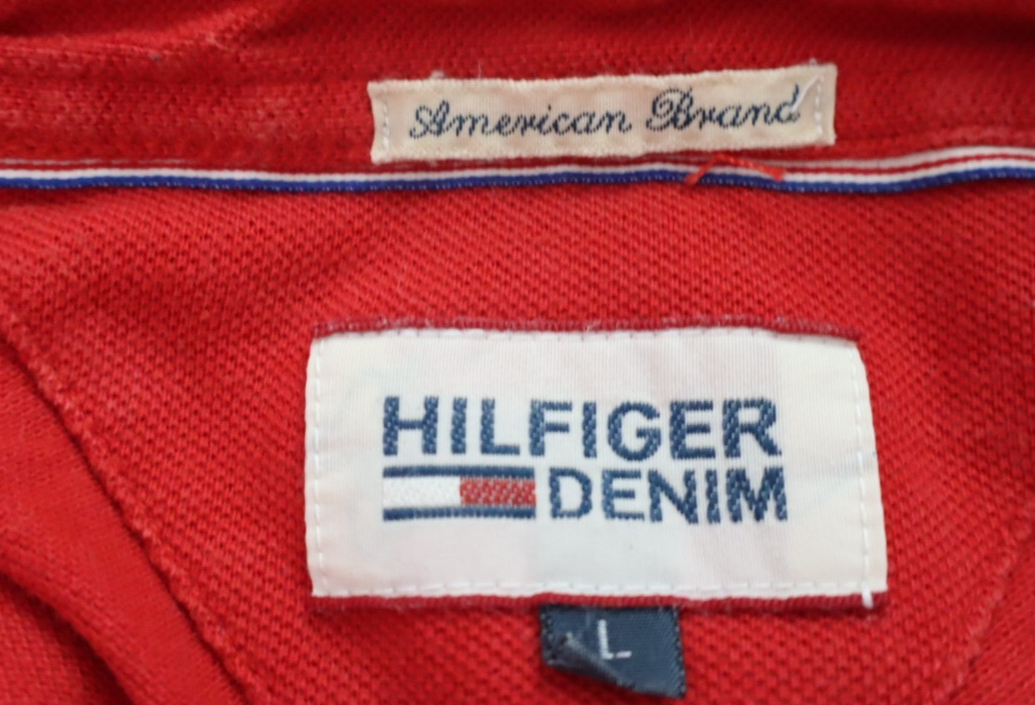 American Brand
HILFIGER
DENIM
L